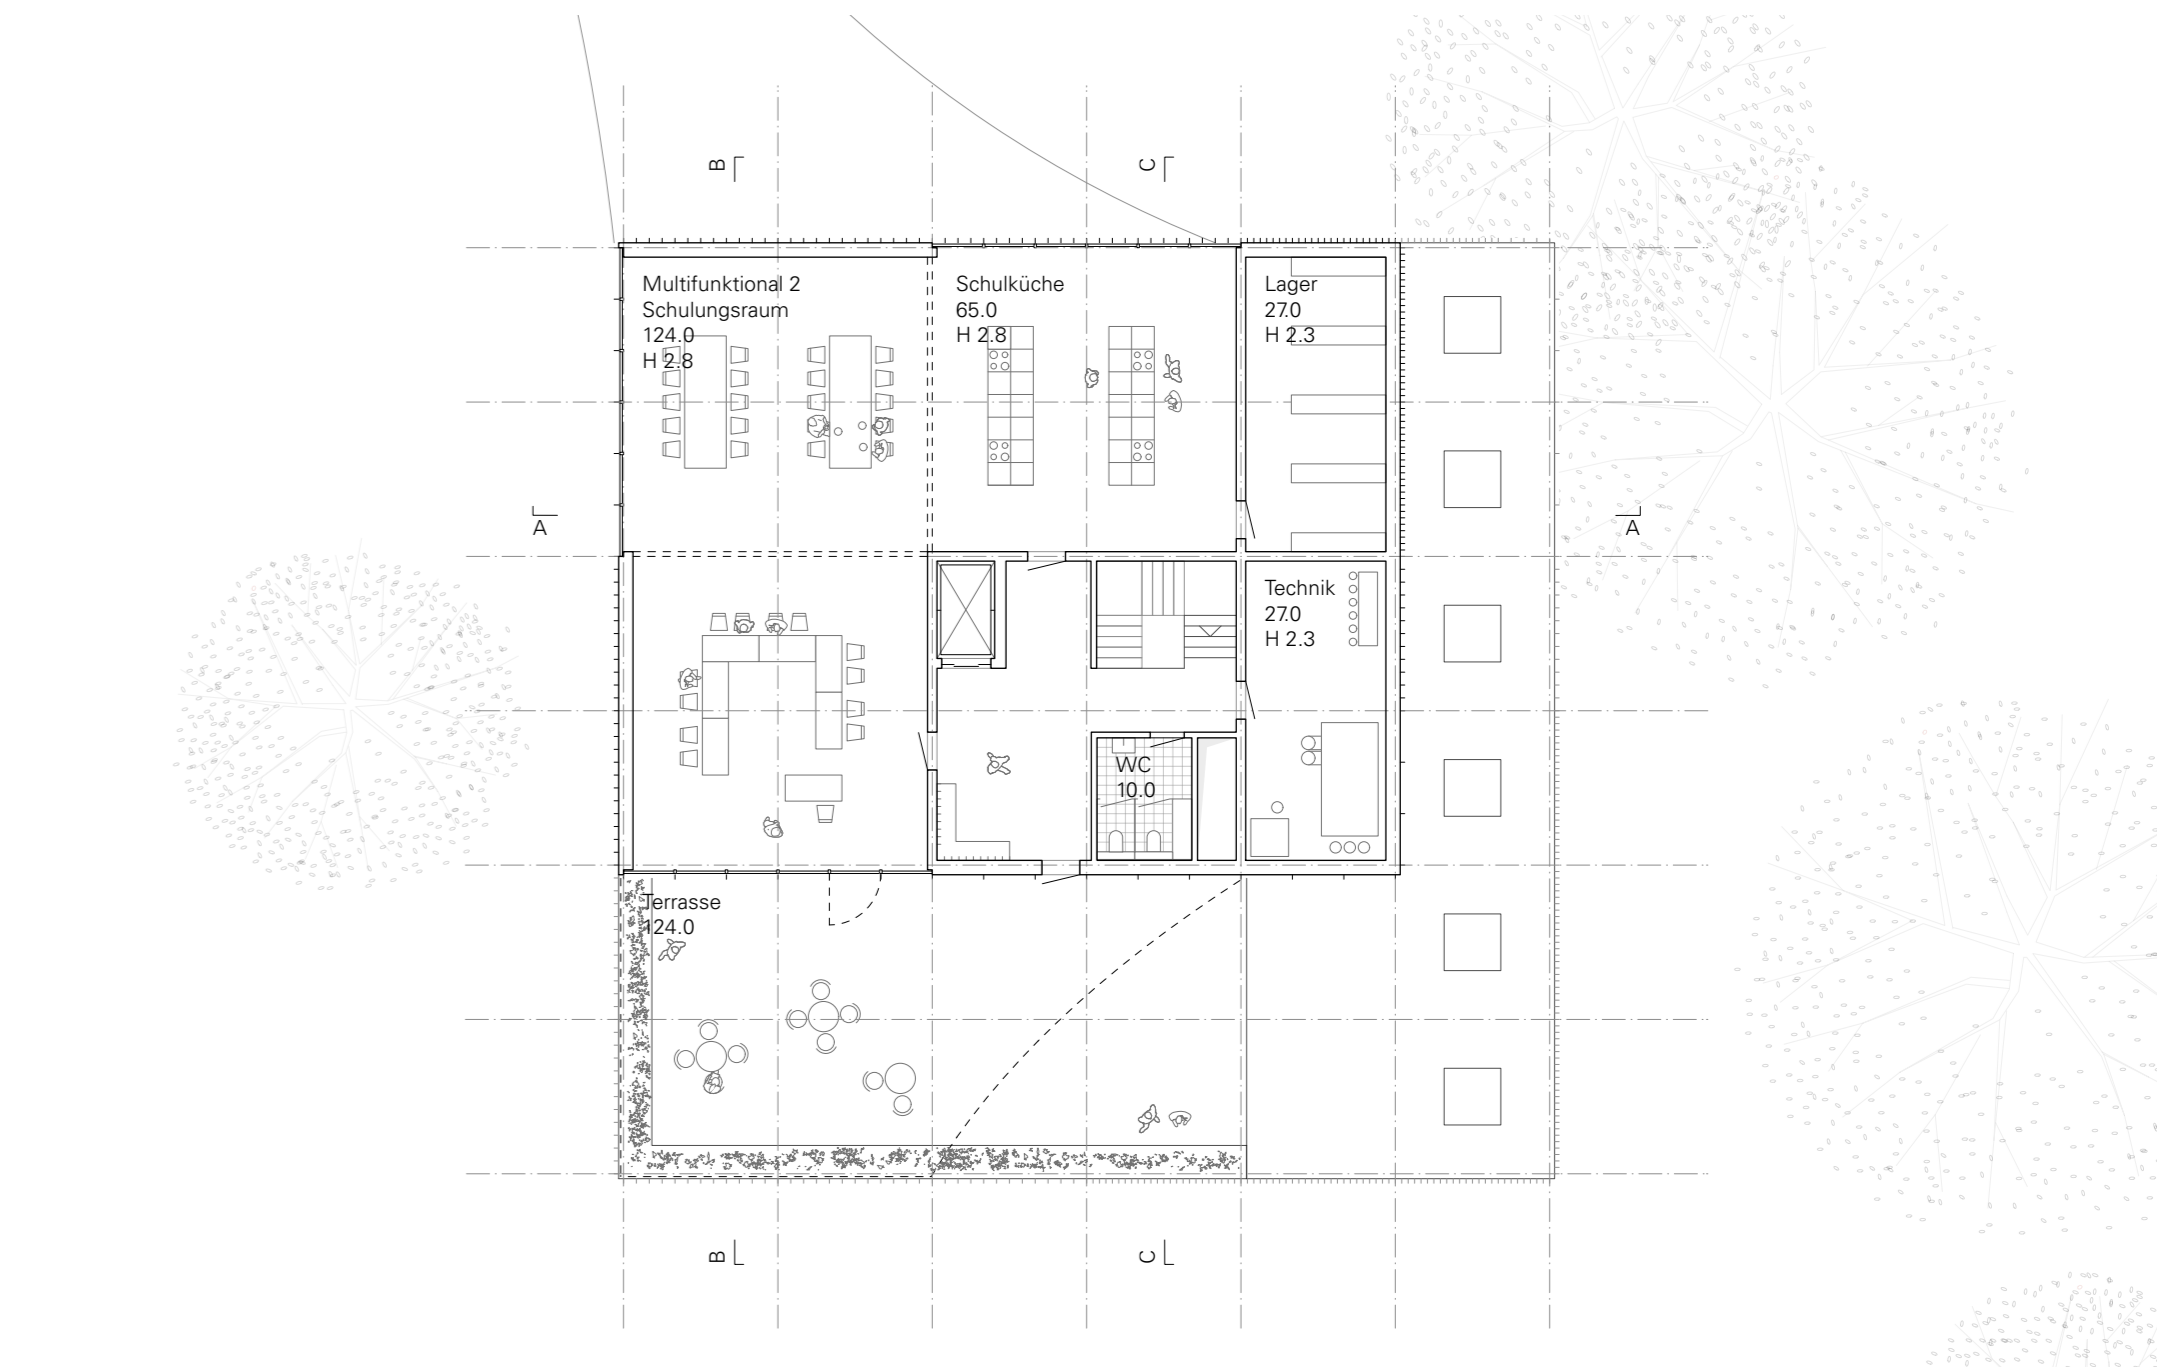 B
C
Multifunktional 2
Schulungsraum
124.0
H 2.8
Schulküche
65.0
H 2.8
Lager
27.0
H 2.3
A
A
Technik
27.0
H 2.3
WC
10.0
Terrasse
124.0
B
C